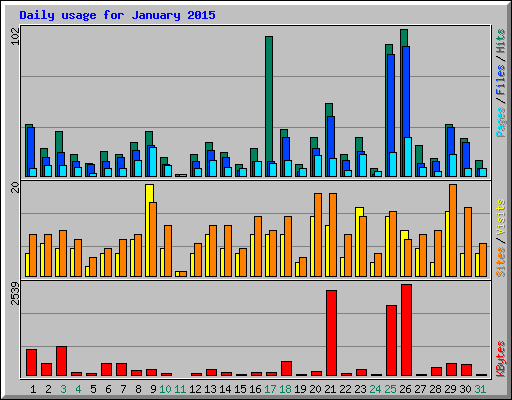 Daily usage for January 2015
102
Pages / Files / Hits
20
Sites / Visits
2539
KBytes
1 2 3 4 5 6 7 8 9 10 11 12 13 14 15 16 17 18 19 20 21 22 23 24 25 26 27 28 29 30 31